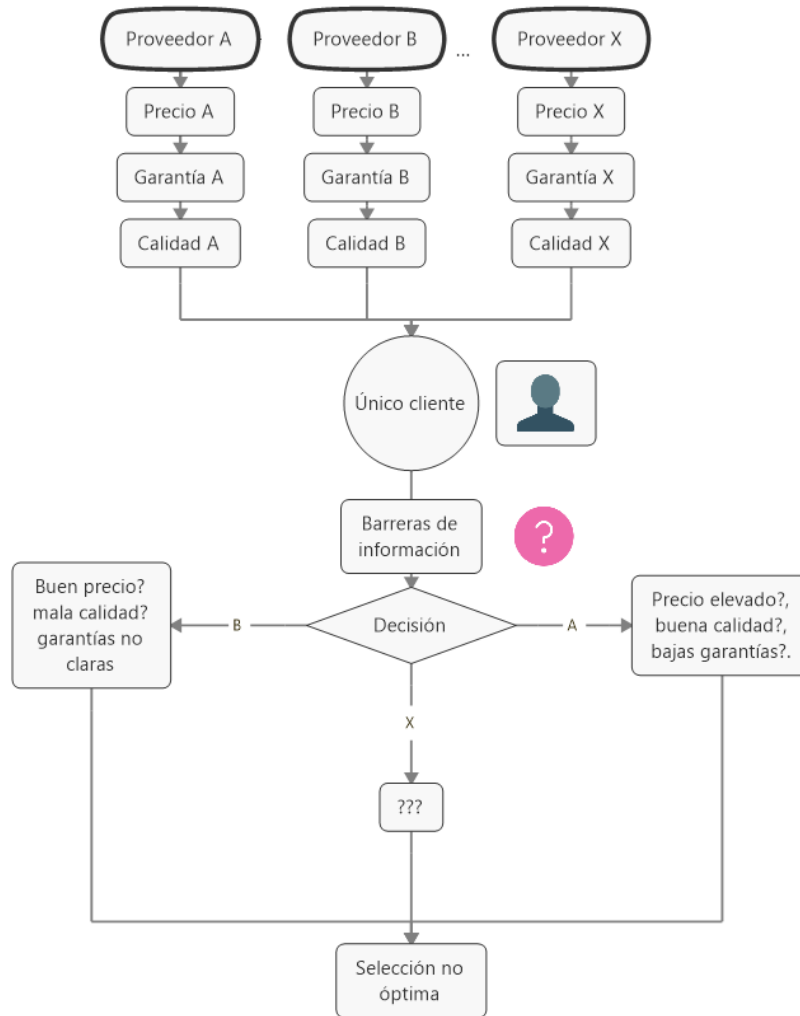 Proveedor A
Proveedor B
...
Proveedor X
Precio A
Precio B
Precio X
Garantía A
Garantía B
Garantía X
Calidad A
Calidad B
Calidad X
Único cliente
Barreras de
información
?
Buen precio?
mala calidad?
garantías no
claras
B
Decisión
A
Precio elevado?,
buena calidad?,
bajas garantías?.
X
???
Selección no
óptima